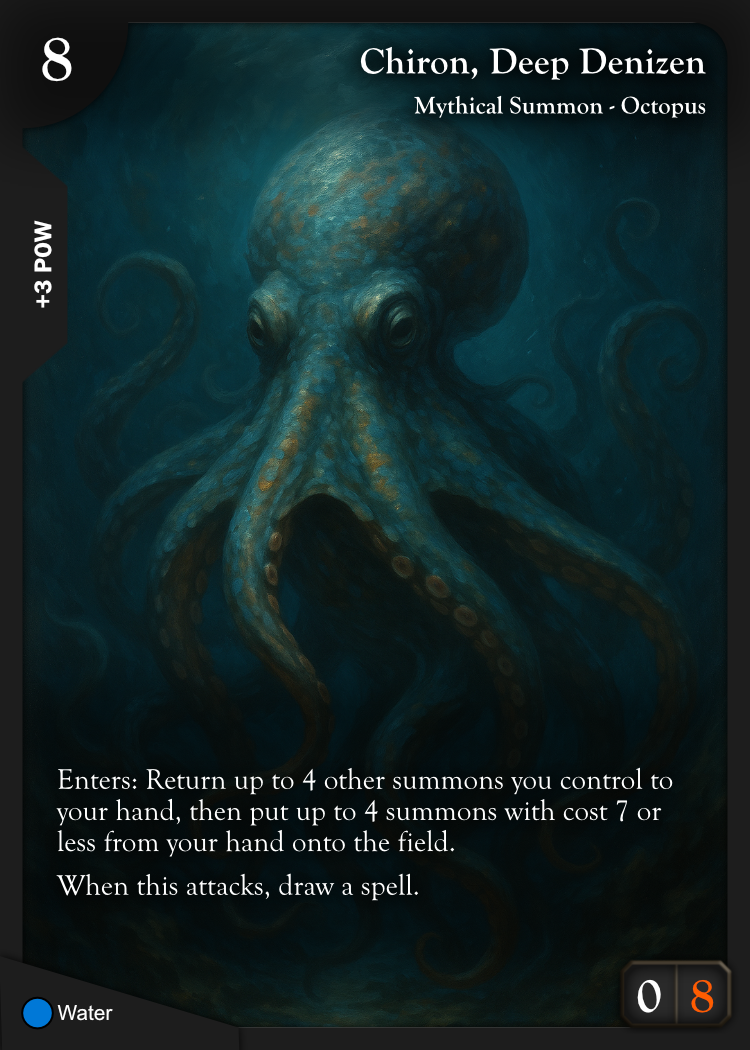 8
Chiron, Deep Denizen
Mythical Summon - Octopus
+3 POW
Enters: Return up to 4 other summons you control to
your hand, then put up to 4 summons with cost 7 or
less from your hand onto the field.
When this attacks, draw a spell.
Water
0 8